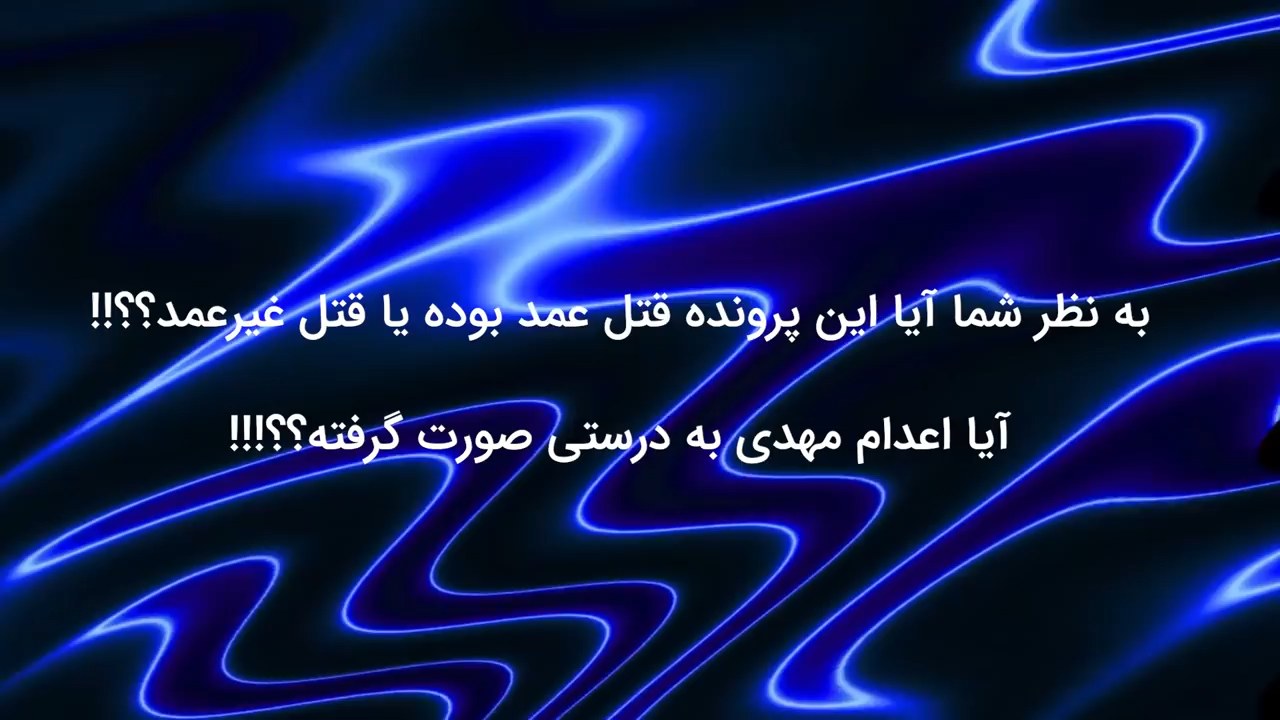 به نظر شما آیا این پرونده قتل عمد بوده یا قتل غیرعمد؟؟!!
آیا اعدام مهدی به درستی صورت گرفته؟؟!!!